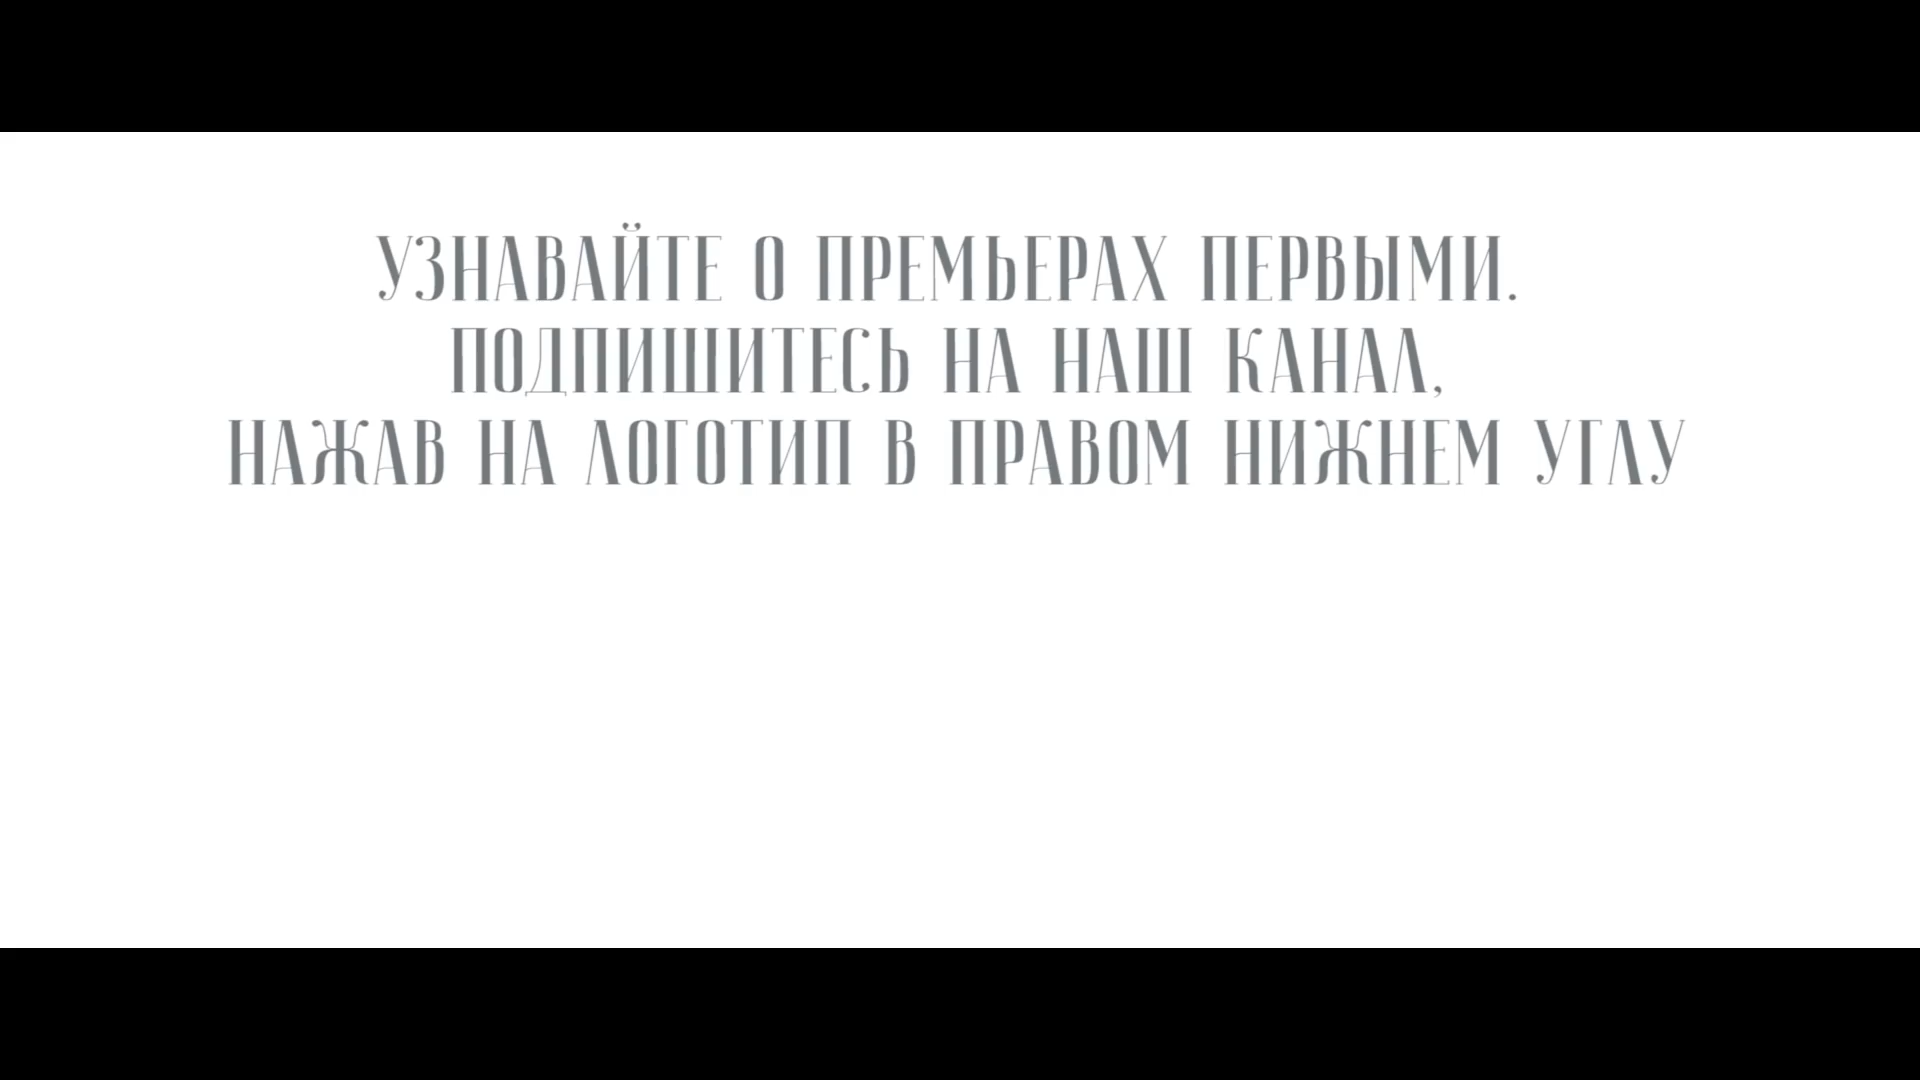 УЗНАВАЙТЕ О ПРЕМЬЕРАХ ПЕРВЫМИ.
ПОДПИШИТЕСЬ НА НАШ КАНАЛ,
НАЖАВ НА ЛОГОТИП В ПРАВОМ НИЖНЕМ УГЛУ